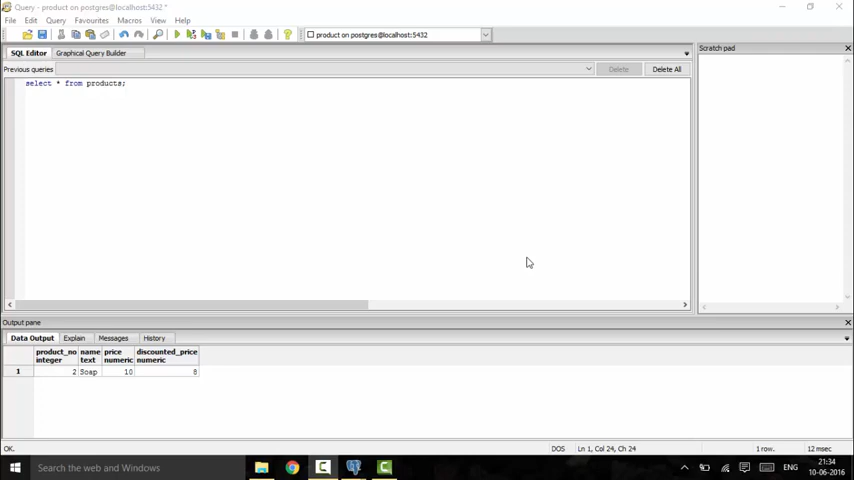 Query - product on postgres@localhost:5432 *
File Edit Query Favourites Macros View Help
product on postgres@localhost:5432
SQL Editor Graphical Query Builder
Scratch pad
Previous queries Delete Delete All
select * from products;
Output pane
Data Output Explain Messages History
product_no name price discounted_price
integer text numeric numeric
1 2 Soap 10 8
OK. DOS Ln 1, Col 24, Ch 24 1 row. 12 msec
Search the web and Windows ENG 21:34
10-06-2016